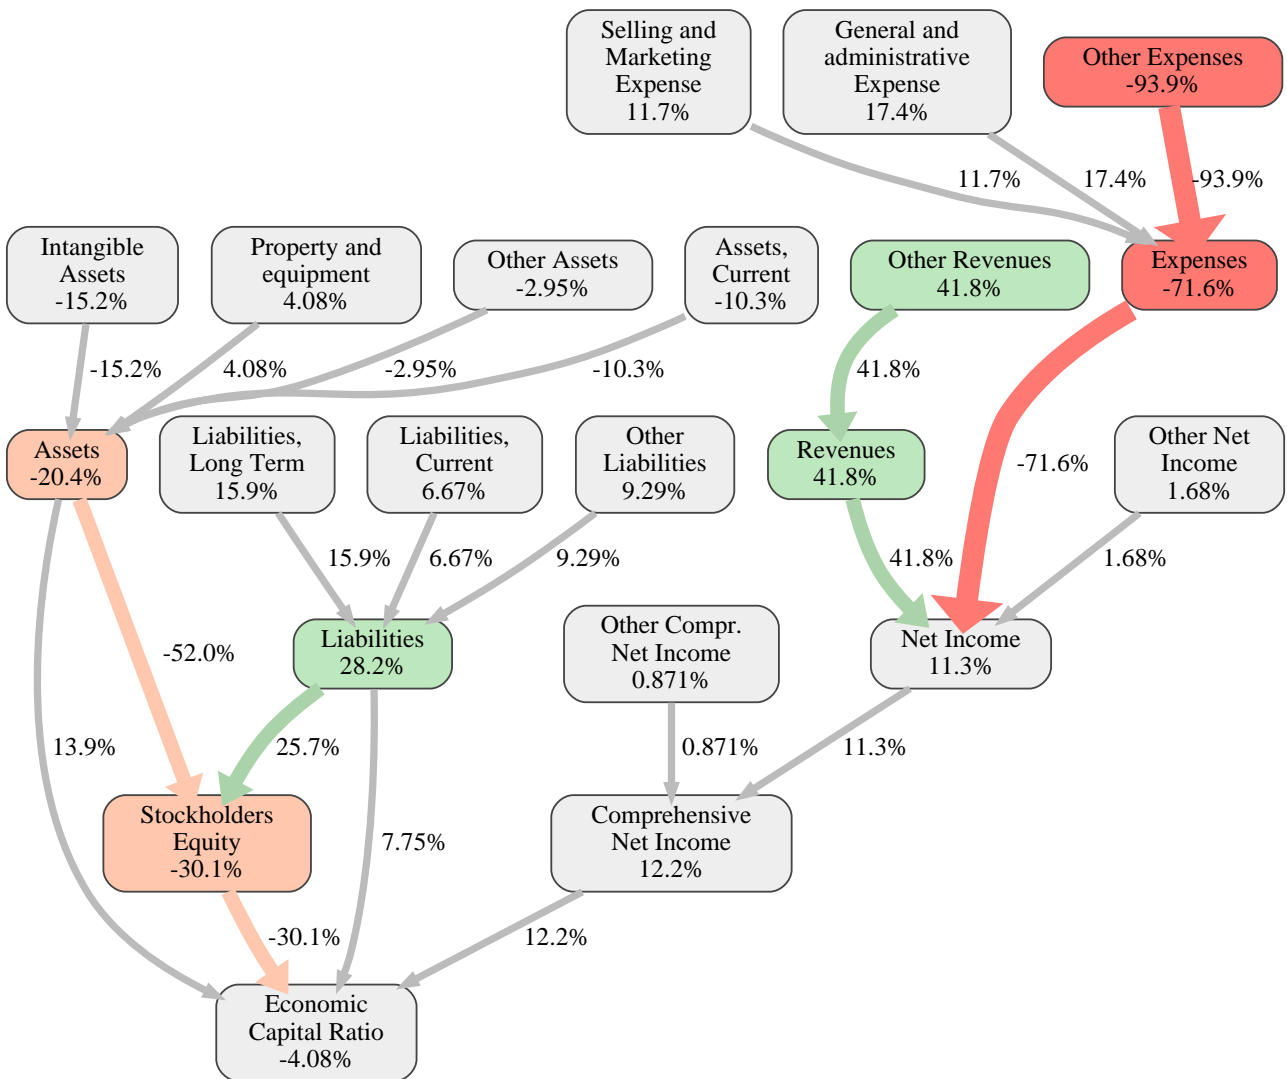 Selling and
Marketing
Expense
11.7%
General and
administrative
Expense
17.4%
Other Expenses
-93.9%
11.7%
17.4%
-93.9%
Intangible
Assets
-15.2%
Property and
equipment
4.08%
Other Assets
-2.95%
Assets,
Current
-10.3%
Other Revenues
41.8%
Expenses
-71.6%
-15.2%
4.08%
-2.95%
-10.3%
41.8%
-71.6%
Assets
-20.4%
Liabilities,
Long Term
15.9%
Liabilities,
Current
6.67%
Other
Liabilities
9.29%
Revenues
41.8%
Other Net
Income
1.68%
15.9%
6.67%
9.29%
41.8%
1.68%
-52.0%
Liabilities
28.2%
Other Compr.
Net Income
0.871%
Net Income
11.3%
13.9%
25.7%
0.871%
11.3%
Stockholders
Equity
-30.1%
7.75%
Comprehensive
Net Income
12.2%
-30.1%
12.2%
Economic
Capital Ratio
-4.08%